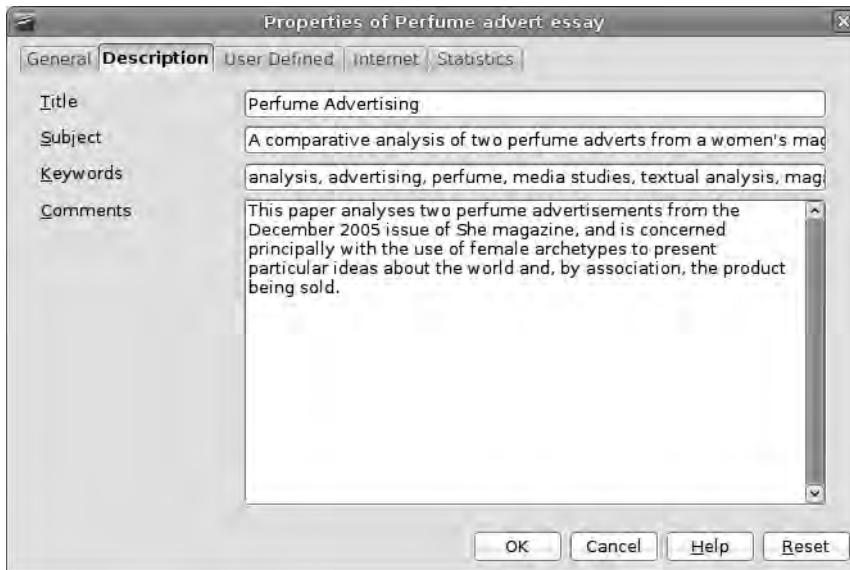 Properties of Perfume advert essay
General Description User Defined Internet Statistics
Title Perfume Advertising
Subject A comparative analysis of two perfume adverts from a women's mag
Keywords analysis, advertising, perfume, media studies, textual analysis, mag
Comments This paper analyses two perfume advertisements from the
December 2005 issue of She magazine, and is concerned
principally with the use of female archetypes to present
particular ideas about the world and, by association, the product
being sold.
OK Cancel Help Reset